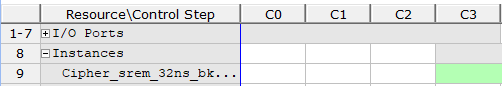 Resource\Control Step C0 C1 C2 C3
1-7 I/O Ports
8 Instances
9 Cipher_srem_32ns_bk...